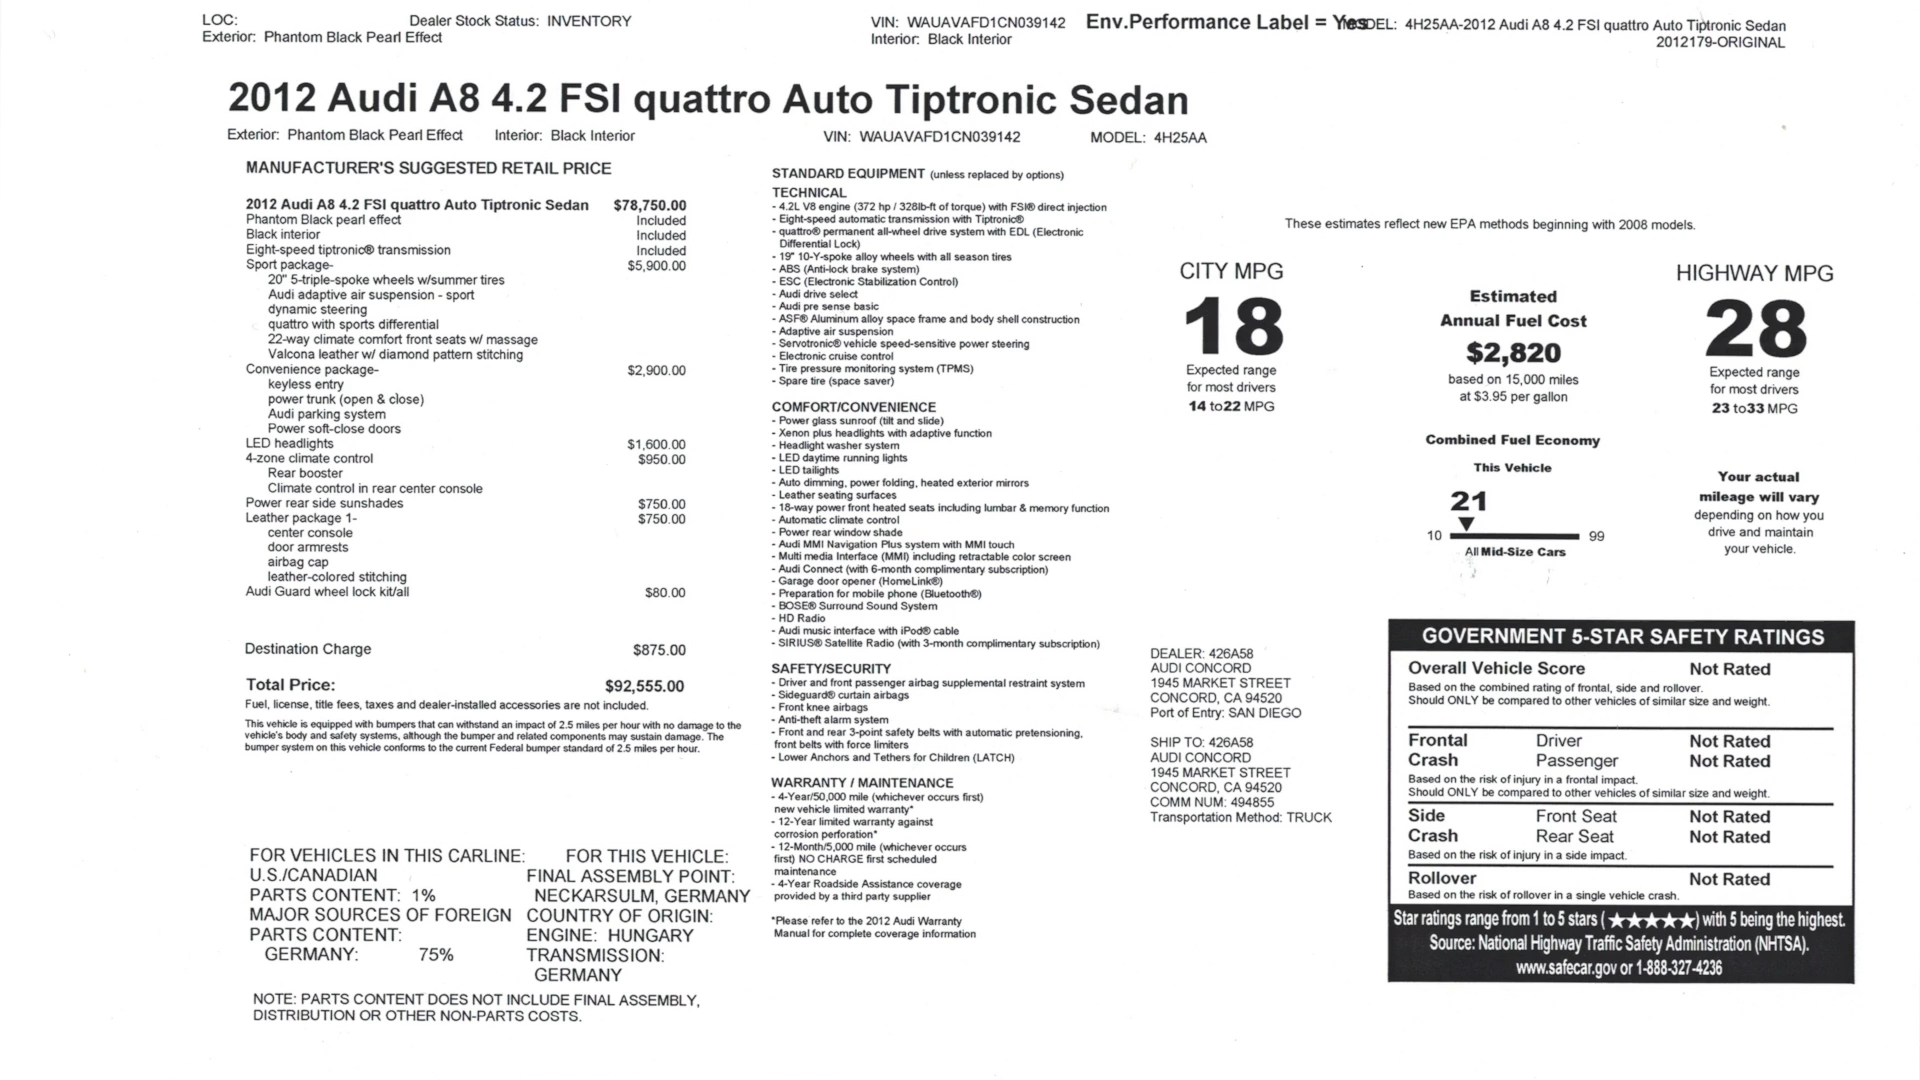 LOC: Dealer Stock Status: INVENTORY VIN: WAUAVAFD1CN039142 Env.Performance Label = Yes MODEL: 4H25AA-2012 Audi A8 4.2 FSI quattro Auto Tiptronic Sedan
Exterior: Phantom Black Pearl Effect Interior: Black Interior 2012179-ORIGINAL
2012 Audi A8 4.2 FSI quattro Auto Tiptronic Sedan
Exterior: Phantom Black Pearl Effect Interior: Black Interior VIN: WAUAVAFD1CN039142 MODEL: 4H25AA
MANUFACTURER'S SUGGESTED RETAIL PRICE
2012 Audi A8 4.2 FSI quattro Auto Tiptronic Sedan $78,750.00
Phantom Black pearl effect Included
Black interior Included
Eight-speed tiptronic® transmission Included
Sport package- $5,900.00
20" 5-triple-spoke wheels w/summer tires
Audi adaptive air suspension - sport
dynamic steering
quattro with sports differential
22-way climate comfort front seats w/ massage
Valcona leather w/ diamond pattern stitching
Convenience package- $2,900.00
keyless entry
power trunk (open & close)
Audi parking system
Power soft-close doors
LED headlights $1,600.00
4-zone climate control $950.00
Rear booster
Climate control in rear center console
Power rear side sunshades $750.00
Leather package 1- $750.00
center console
door armrests
airbag cap
leather-colored stitching
Audi Guard wheel lock kit/all $80.00
Destination Charge $875.00
Total Price: $92,555.00
Fuel, license, title fees, taxes and dealer-installed accessories are not included.
This vehicle is equipped with bumpers that can withstand an impact of 2.5 miles per hour with no damage to the
vehicle's body and safety systems, although the bumper and related components may sustain damage. The
bumper system on this vehicle conforms to the current Federal bumper standard of 2.5 miles per hour.
FOR VEHICLES IN THIS CARLINE:
U.S./CANADIAN
PARTS CONTENT: 1%
MAJOR SOURCES OF FOREIGN
PARTS CONTENT:
GERMANY: 75%
FOR THIS VEHICLE:
FINAL ASSEMBLY POINT:
NECKARSULM, GERMANY
COUNTRY OF ORIGIN:
ENGINE: HUNGARY
TRANSMISSION:
GERMANY
NOTE: PARTS CONTENT DOES NOT INCLUDE FINAL ASSEMBLY,
DISTRIBUTION OR OTHER NON-PARTS COSTS.
STANDARD EQUIPMENT (unless replaced by options)
TECHNICAL
- 4.2L V8 engine (372 hp / 328lb-ft of torque) with FSI® direct injection
- Eight-speed automatic transmission with Tiptronic®
- quattro® permanent all-wheel drive system with EDL (Electronic
Differential Lock)
- 19" 10-Y-spoke alloy wheels with all season tires
- ABS (Anti-lock brake system)
- ESC (Electronic Stabilization Control)
- Audi drive select
- Audi pre sense basic
- ASF® Aluminum alloy space frame and body shell construction
- Adaptive air suspension
- Servotronic® vehicle speed-sensitive power steering
- Electronic cruise control
- Tire pressure monitoring system (TPMS)
- Spare tire (space saver)
COMFORT/CONVENIENCE
- Power glass sunroof (tilt and slide)
- Xenon plus headlights with adaptive function
- Headlight washer system
- LED daytime running lights
- LED tailights
- Auto dimming, power folding, heated exterior mirrors
- Leather seating surfaces
- 18-way power front heated seats including lumbar & memory function
- Automatic climate control
- Power rear window shade
- Audi MMI Navigation Plus system with MMI touch
- Multi media Interface (MMI) including retractable color screen
- Audi Connect (with 6-month complimentary subscription)
- Garage door opener (HomeLink®)
- Preparation for mobile phone (Bluetooth®)
- BOSE® Surround Sound System
- HD Radio
- Audi music interface with iPod® cable
- SIRIUS® Satellite Radio (with 3-month complimentary subscription)
SAFETY/SECURITY
- Driver and front passenger airbag supplemental restraint system
- Sideguard® curtain airbags
- Front knee airbags
- Anti-theft alarm system
- Front and rear 3-point safety belts with automatic pretensioning,
front belts with force limiters
- Lower Anchors and Tethers for Children (LATCH)
WARRANTY / MAINTENANCE
- 4-Year/50,000 mile (whichever occurs first)
new vehicle limited warranty*
- 12-Year limited warranty against
corrosion perforation*
- 12-Month/5,000 mile (whichever occurs
first) NO CHARGE first scheduled
maintenance
- 4-Year Roadside Assistance coverage
provided by a third party supplier
*Please refer to the 2012 Audi Warranty
Manual for complete coverage information
These estimates reflect new EPA methods beginning with 2008 models.
CITY MPG
18
Expected range
for most drivers
14 to 22 MPG
Estimated
Annual Fuel Cost
$2,820
based on 15,000 miles
at $3.95 per gallon
HIGHWAY MPG
28
Expected range
for most drivers
23 to 33 MPG
Combined Fuel Economy
This Vehicle
21
10 99
All Mid-Size Cars
Your actual
mileage will vary
depending on how you
drive and maintain
your vehicle.
DEALER: 426A58
AUDI CONCORD
1945 MARKET STREET
CONCORD, CA 94520
Port of Entry: SAN DIEGO
SHIP TO: 426A58
AUDI CONCORD
1945 MARKET STREET
CONCORD, CA 94520
COMM NUM: 494855
Transportation Method: TRUCK
GOVERNMENT 5-STAR SAFETY RATINGS
Overall Vehicle Score Not Rated
Based on the combined rating of frontal, side and rollover.
Should ONLY be compared to other vehicles of similar size and weight.
Frontal Driver Not Rated
Crash Passenger Not Rated
Based on the risk of injury in a frontal impact.
Should ONLY be compared to other vehicles of similar size and weight.
Side Front Seat Not Rated
Crash Rear Seat Not Rated
Based on the risk of injury in a side impact.
Rollover Not Rated
Based on the risk of rollover in a single vehicle crash.
Star ratings range from 1 to 5 stars (★★★★★) with 5 being the highest.
Source: National Highway Traffic Safety Administration (NHTSA).
www.safecar.gov or 1-888-327-4236